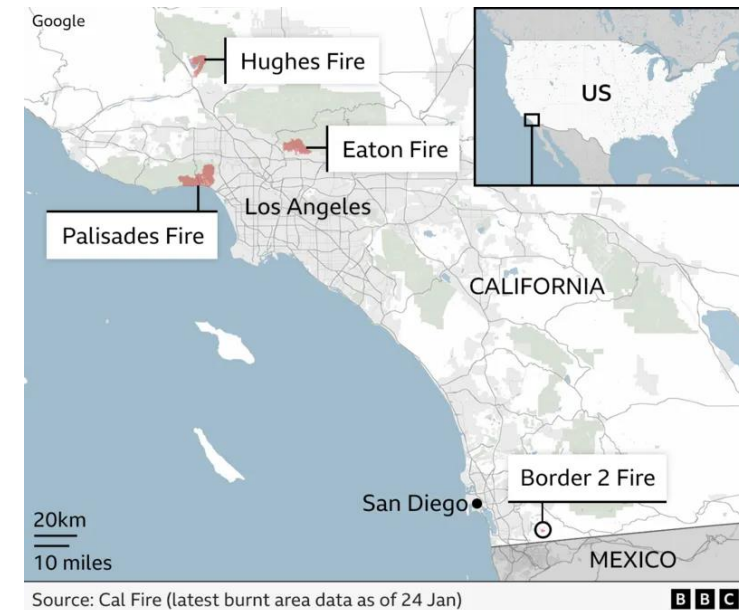 Google
Hughes Fire
US
Eaton Fire
Los Angeles
Palisades Fire
CALIFORNIA
Border 2 Fire
San Diego
20km
10 miles
MEXICO
Source: Cal Fire (latest burnt area data as of 24 Jan)
BBC